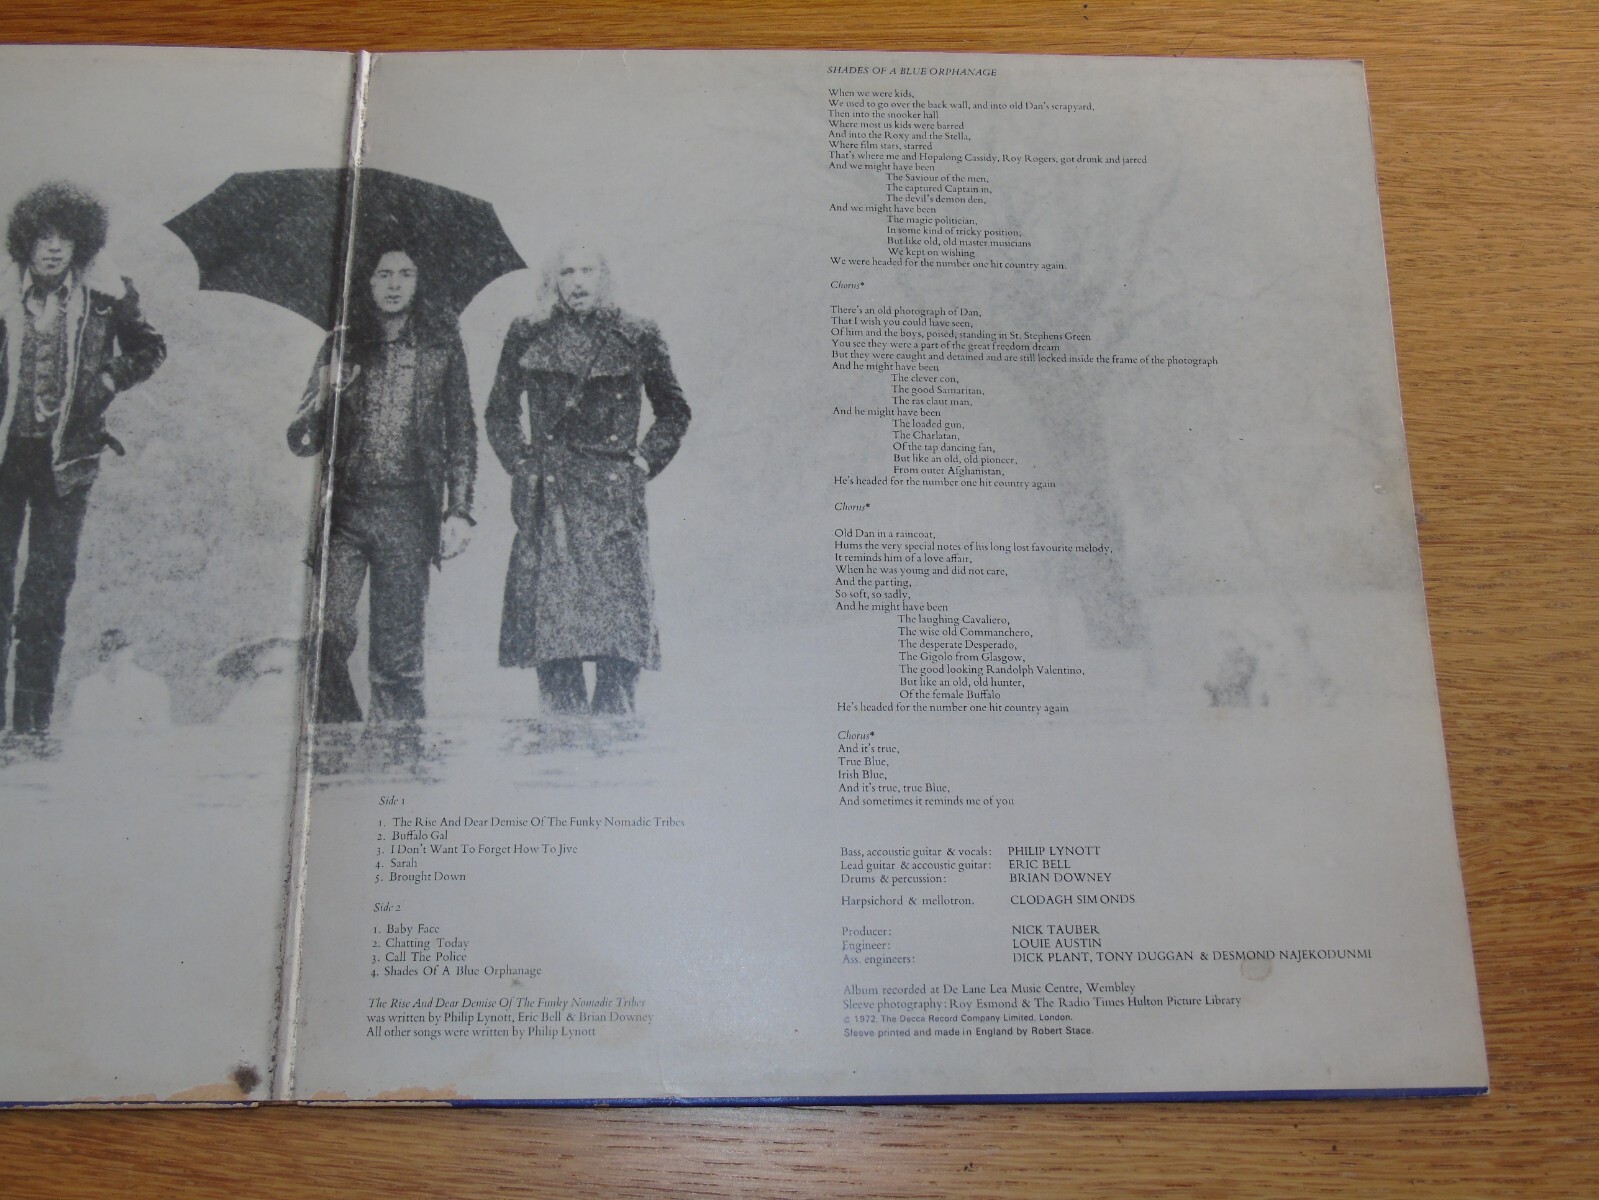 SHADES OF A BLUE ORPHANAGE
When we were kids,
We used to go over the back wall, and into old Dan's scrapyard,
Then into the snooker hall
Where most us kids were barred
And into the Roxy and the Stella,
Where film stars, starred
That's where me and Hopalong Cassidy, Roy Rogers, got drunk and jarred
And we might have been
The Saviour of the men,
The captured Captain in,
The devil's demon den,
And we might have been
The magic politician,
In some kind of tricky position,
But like old, old master musicians
We kept on wishing
We were headed for the number one hit country again.
Chorus*
There's an old photograph of Dan,
That I wish you could have seen,
Of him and the boys, poised, standing in St. Stephens Green
You see they were a part of the great freedom dream
But they were caught and detained and are still locked inside the frame of the photograph
And he might have been
The clever con,
The good Samaritan,
The ras claut man,
And he might have been
The loaded gun,
The Charlatan,
Of the tap dancing fan,
But like an old, old pioneer,
From outer Afghanistan,
He's headed for the number one hit country again
Chorus*
Old Dan in a raincoat,
Hums the very special notes of his long lost favourite melody,
It reminds him of a love affair,
When he was young and did not care,
And the parting,
So soft, so sadly,
And he might have been
The laughing Cavaliero,
The wise old Commanchero,
The desperate Desperado,
The Gigolo from Glasgow,
The good looking Randolph Valentino,
But like an old, old hunter,
Of the female Buffalo
He's headed for the number one hit country again
Chorus*
And it's true,
True Blue,
Irish Blue,
And it's true, true Blue,
And sometimes it reminds me of you
Side 1
1. The Rise And Dear Demise Of The Funky Nomadic Tribes
2. Buffalo Gal
3. I Don't Want To Forget How To Jive
4. Sarah
5. Brought Down
Side 2
1. Baby Face
2. Chatting Today
3. Call The Police
4. Shades Of A Blue Orphanage
The Rise And Dear Demise Of The Funky Nomadic Tribes
was written by Philip Lynott, Eric Bell & Brian Downey
All other songs were written by Philip Lynott
Bass, accoustic guitar & vocals: PHILIP LYNOTT
Lead guitar & accoustic guitar: ERIC BELL
Drums & percussion: BRIAN DOWNEY
Harpsichord & mellotron. CLODAGH SIMONDS
Producer: NICK TAUBER
Engineer: LOUIE AUSTIN
Ass. engineers: DICK PLANT, TONY DUGGAN & DESMOND NAJEKODUNMI
Album recorded at De Lane Lea Music Centre, Wembley
Sleeve photography: Roy Esmond & The Radio Times Hulton Picture Library
© 1972. The Decca Record Company Limited, London.
Sleeve printed and made in England by Robert Stace.